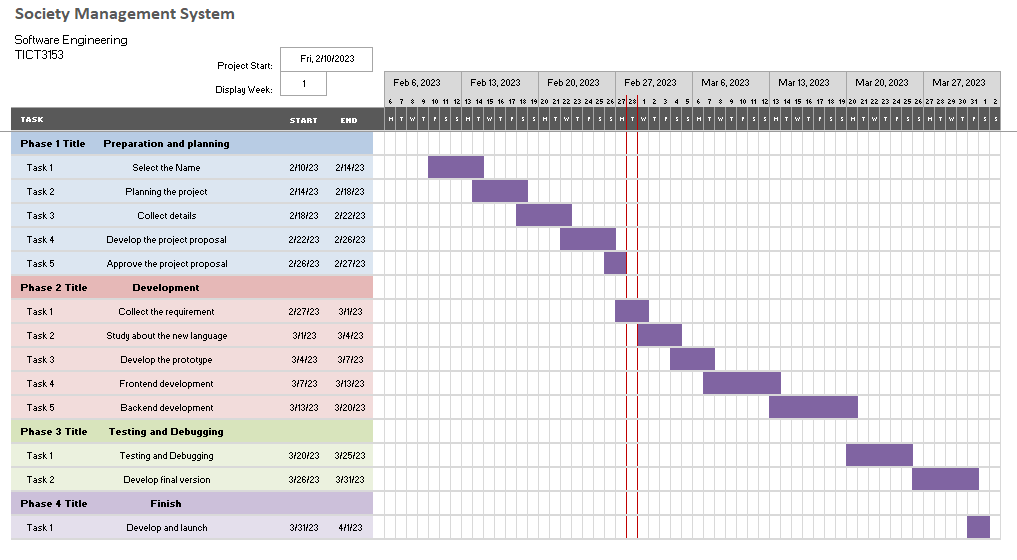 Society Management System
Software Engineering
TICT3153
Project Start: Fri, 2/10/2023
Display Week: 1
Feb 6, 2023 Feb 13, 2023 Feb 20, 2023 Feb 27, 2023 Mar 6, 2023 Mar 13, 2023 Mar 20, 2023 Mar 27, 2023
6 7 8 9 10 11 12 13 14 15 16 17 18 19 20 21 22 23 24 25 26 27 28 1 2 3 4 5 6 7 8 9 10 11 12 13 14 15 16 17 18 19 20 21 22 23 24 25 26 27 28 29 30 31 1 2
TASK START END M T W T F S S M T W T F S S M T W T F S S M T W T F S S M T W T F S S M T W T F S S M T W T F S S M T W T F S S
Phase 1 Title Preparation and planning
Task 1 Select the Name 2/10/23 2/14/23
Task 2 Planning the project 2/14/23 2/18/23
Task 3 Collect details 2/18/23 2/22/23
Task 4 Develop the project proposal 2/22/23 2/26/23
Task 5 Approve the project proposal 2/26/23 2/27/23
Phase 2 Title Development
Task 1 Collect the requirement 2/27/23 3/1/23
Task 2 Study about the new language 3/1/23 3/4/23
Task 3 Develop the prototype 3/4/23 3/7/23
Task 4 Frontend development 3/7/23 3/13/23
Task 5 Backend development 3/13/23 3/20/23
Phase 3 Title Testing and Debugging
Task 1 Testing and Debugging 3/20/23 3/25/23
Task 2 Develop final version 3/26/23 3/31/23
Phase 4 Title Finish
Task 1 Develop and launch 3/31/23 4/1/23